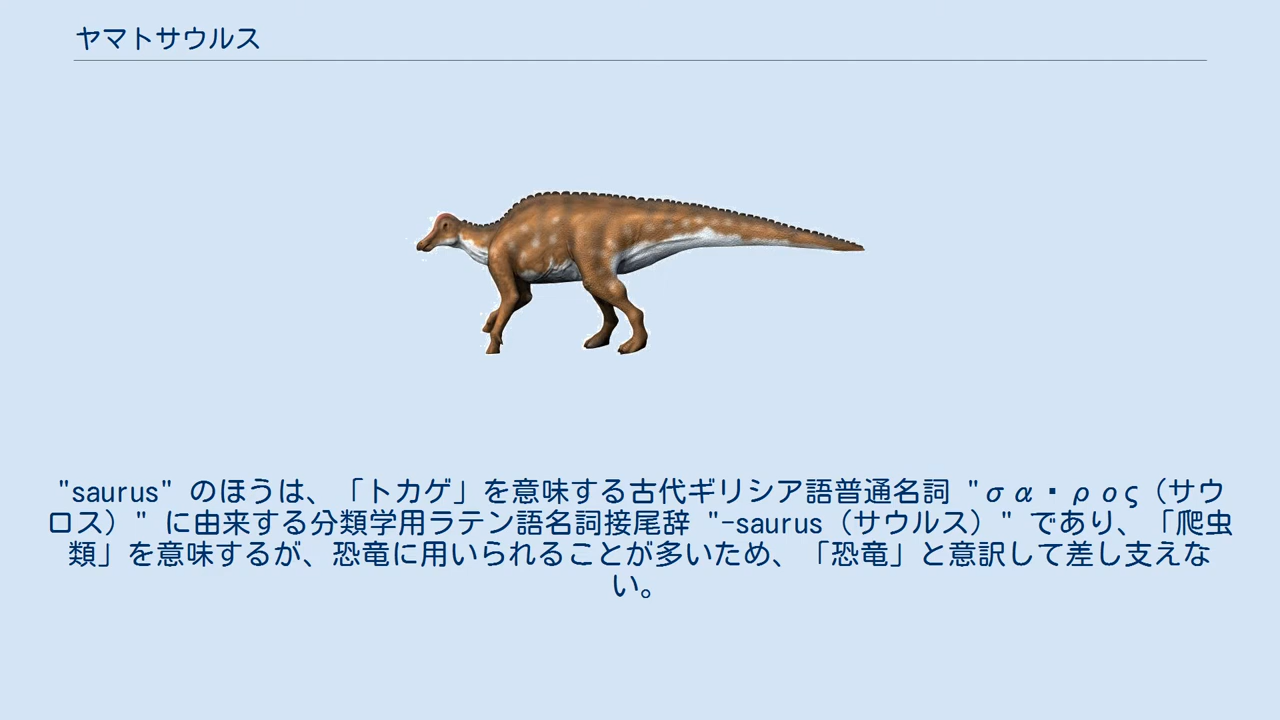 ヤマトサウルス
"saurus" のほうは、「トカゲ」を意味する古代ギリシア語普通名詞 "σα・ρος（サウ
ロス）" に由来する分類学用ラテン語名詞接尾辞 "-saurus（サウルス）" であり、「爬虫
類」を意味するが、恐竜に用いられることが多いため、「恐竜」と意訳して差し支えな
い。